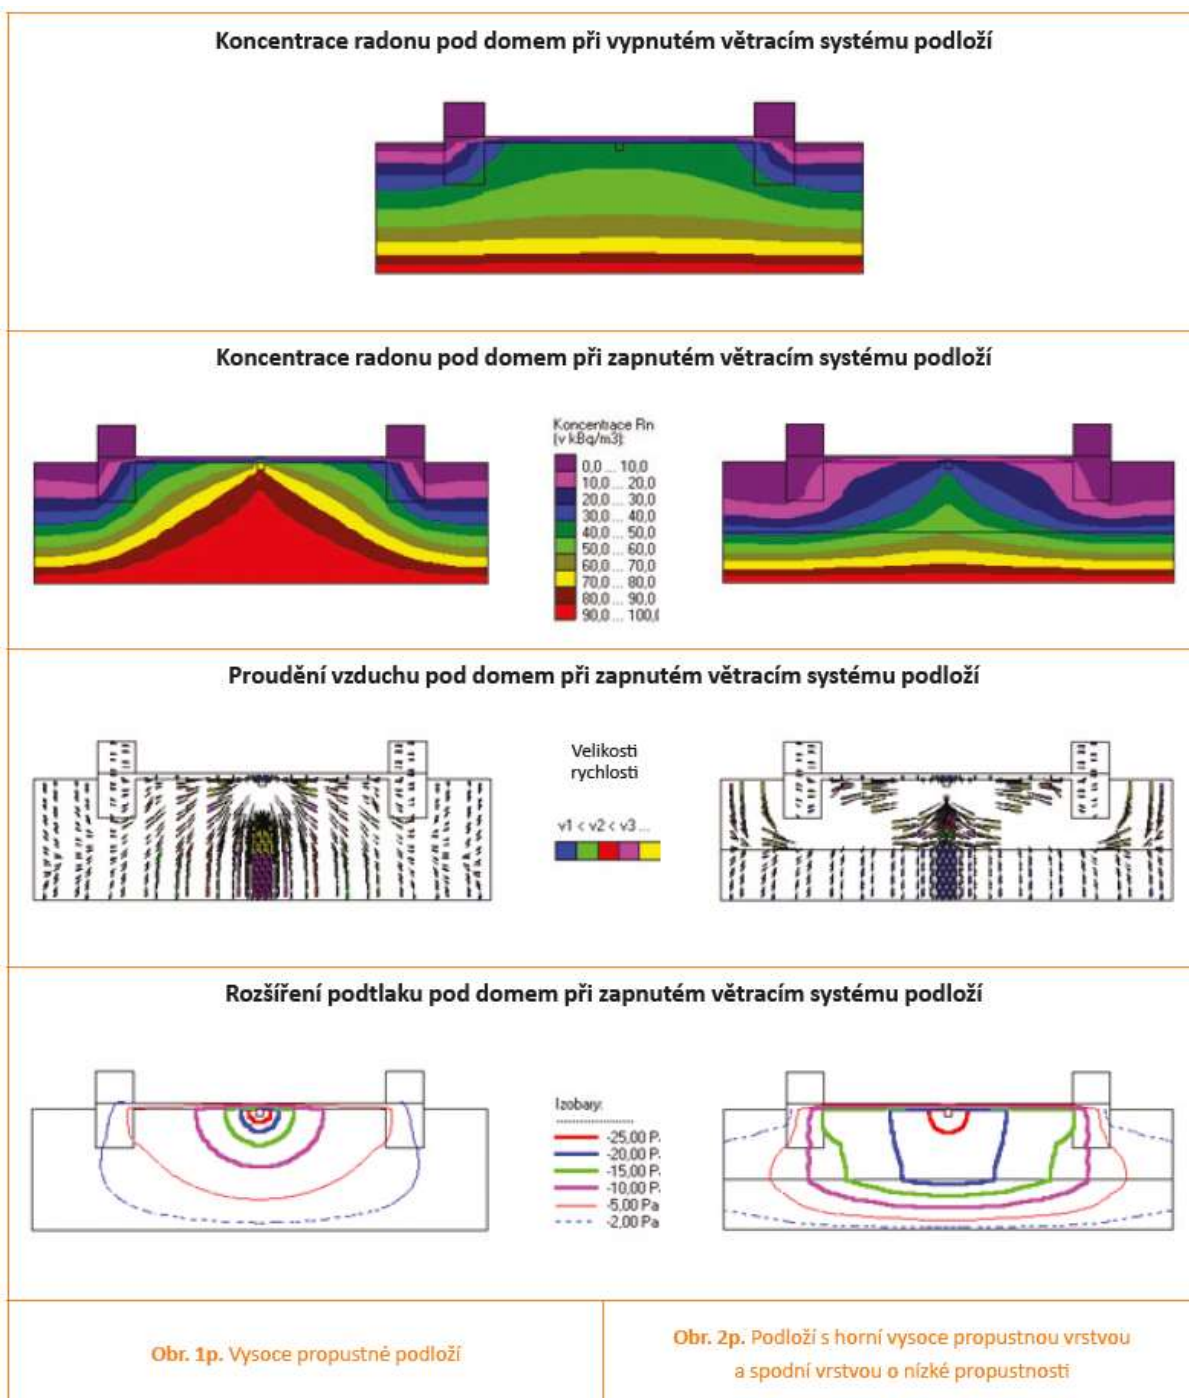 Koncentrace radonu pod domem při vypnutém větracím systému podloží
Koncentrace radonu pod domem při zapnutém větracím systému podloží
Koncentrace Rn
(v kBq/m3):
0,0 ... 10,0
10,0 ... 20,0
20,0 ... 30,0
30,0 ... 40,0
40,0 ... 50,0
50,0 ... 60,0
60,0 ... 70,0
70,0 ... 80,0
80,0 ... 90,0
90,0 ... 100,0
Proudění vzduchu pod domem při zapnutém větracím systému podloží
Velikosti
rychlosti
v1 < v2 < v3 ...
Rozšíření podtlaku pod domem při zapnutém větracím systému podloží
Izobary:
-25,00 P
-20,00 P
-15,00 P
-10,00 P
-5,00 Pa
-2,00 Pa
Obr. 1p. Vysoce propustné podloží
Obr. 2p. Podloží s horní vysoce propustnou vrstvou
a spodní vrstvou o nízké propustnosti